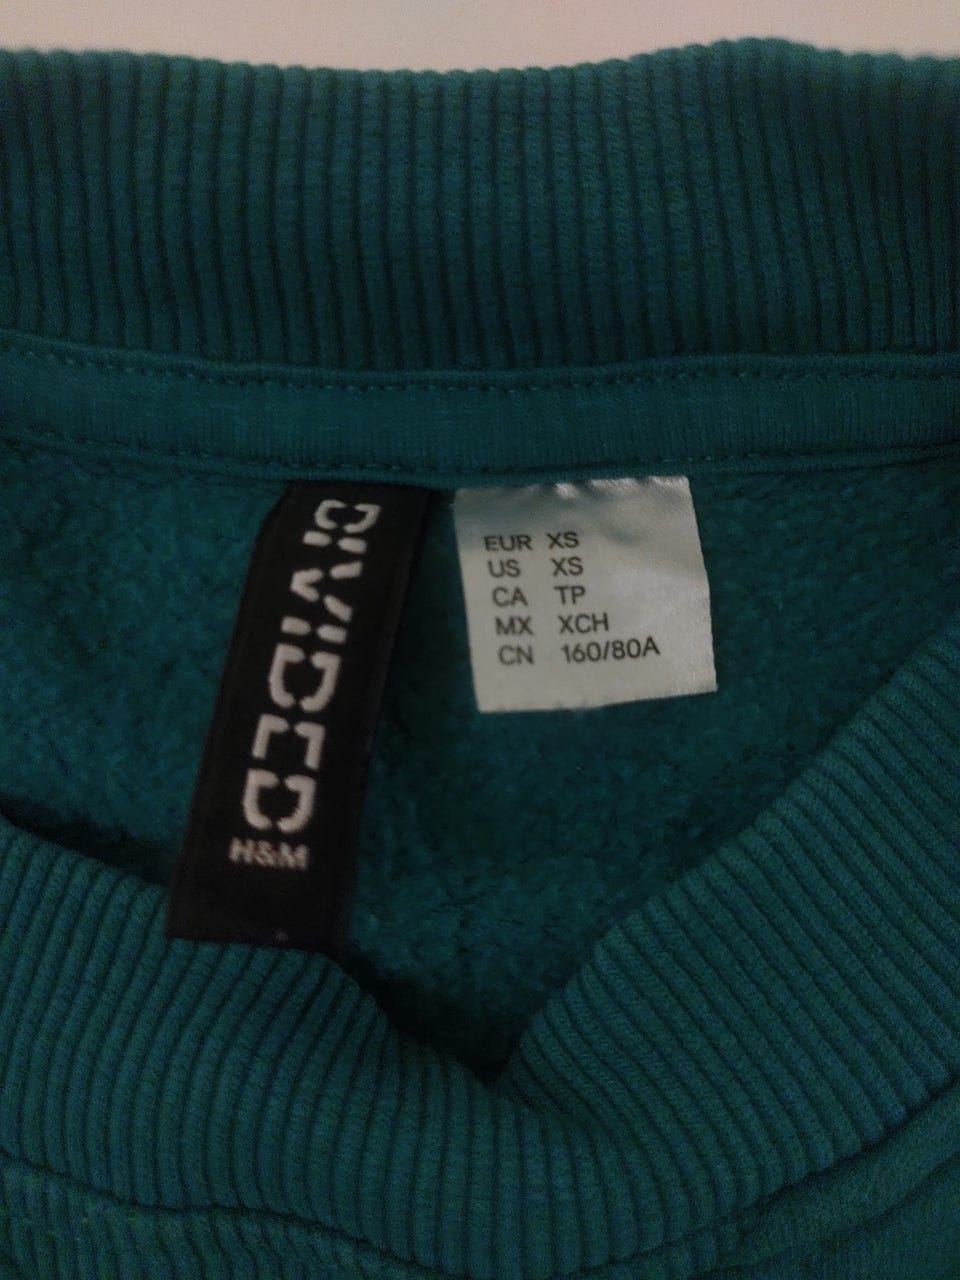 DIVIDED
H&M
EUR XS
US XS
CA TP
MX XCH
CN 160/80A